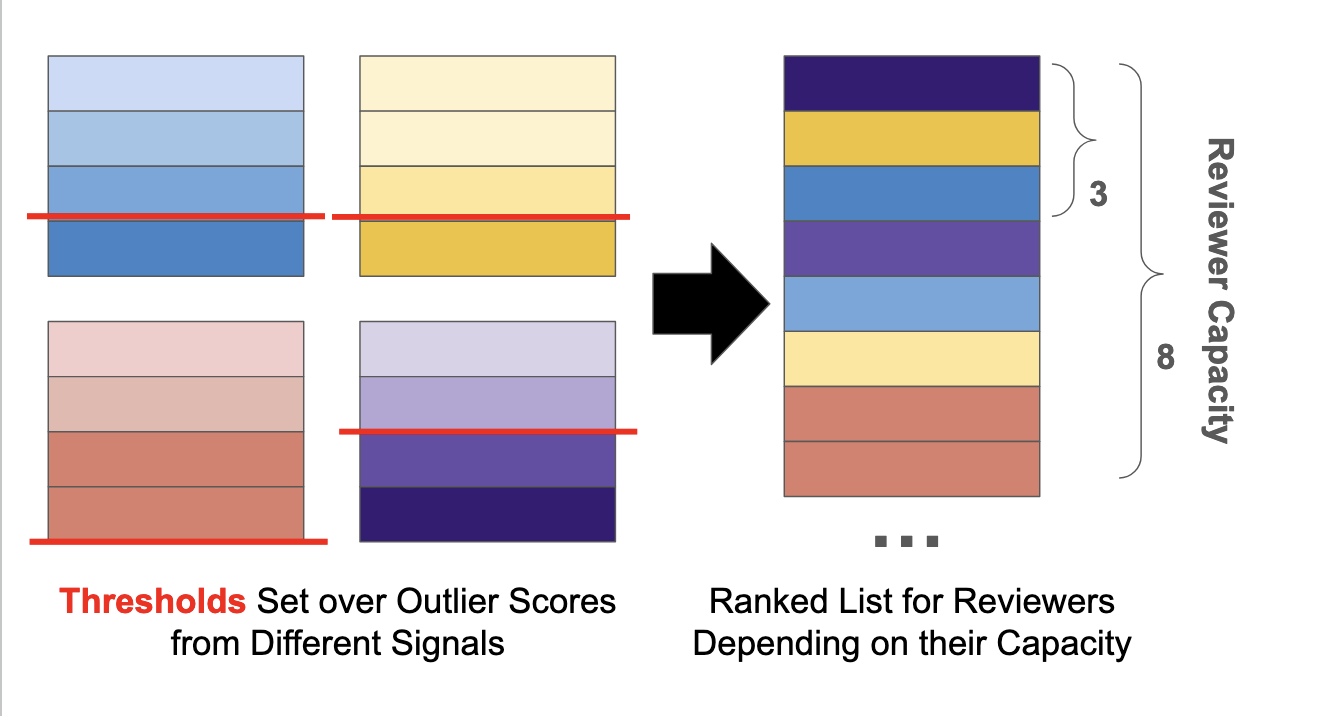 3
8
Reviewer Capacity
...
Thresholds Set over Outlier Scores
from Different Signals
Ranked List for Reviewers
Depending on their Capacity